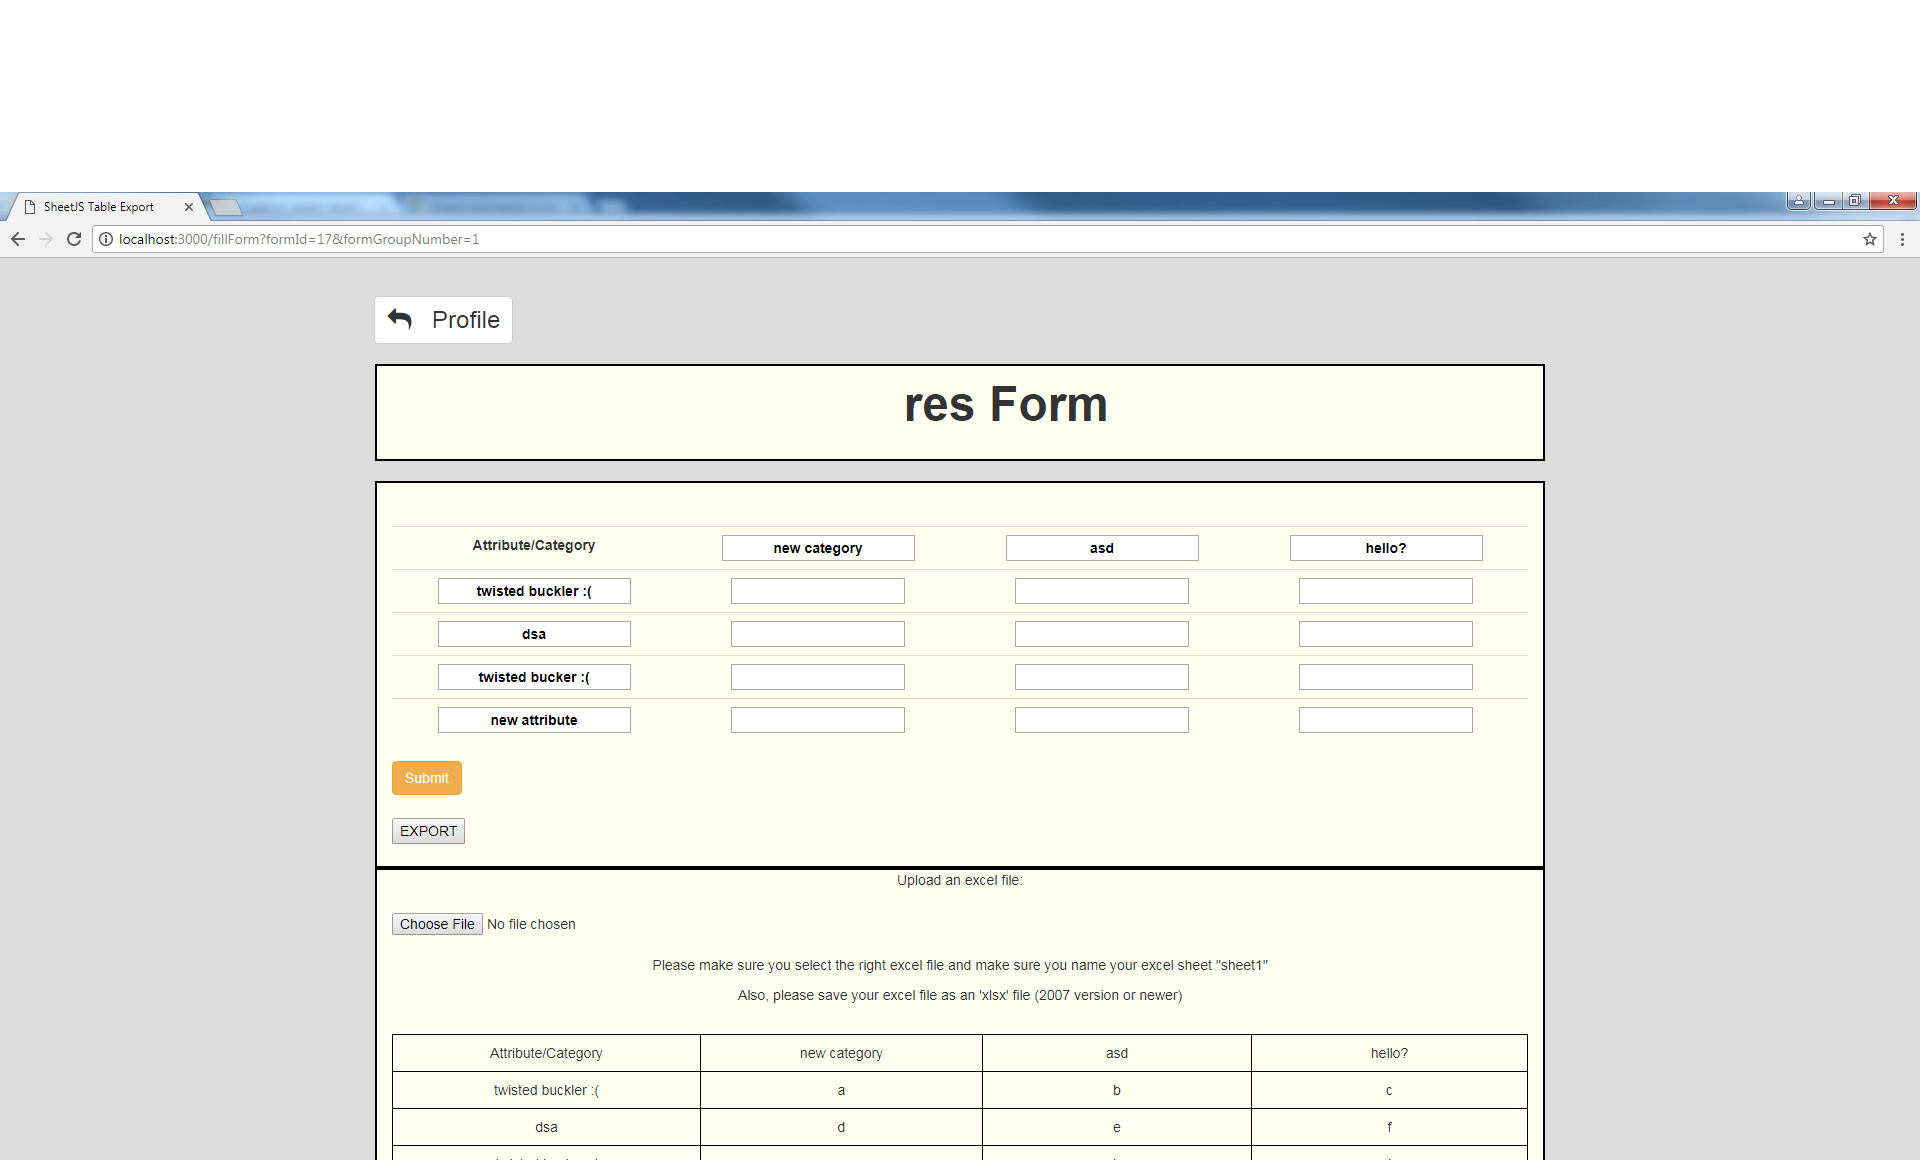 SheetJS Table Export
localhost:3000/fillForm?formId=17&formGroupNumber=1
Profile
res Form
Attribute/Category new category asd hello?
twisted buckler :(
dsa
twisted bucker :(
new attribute
Submit
EXPORT
Upload an excel file:
Choose File No file chosen
Please make sure you select the right excel file and make sure you name your excel sheet "sheet1"
Also, please save your excel file as an 'xlsx' file (2007 version or newer)
Attribute/Category new category asd hello?
twisted buckler :( a b c
dsa d e f